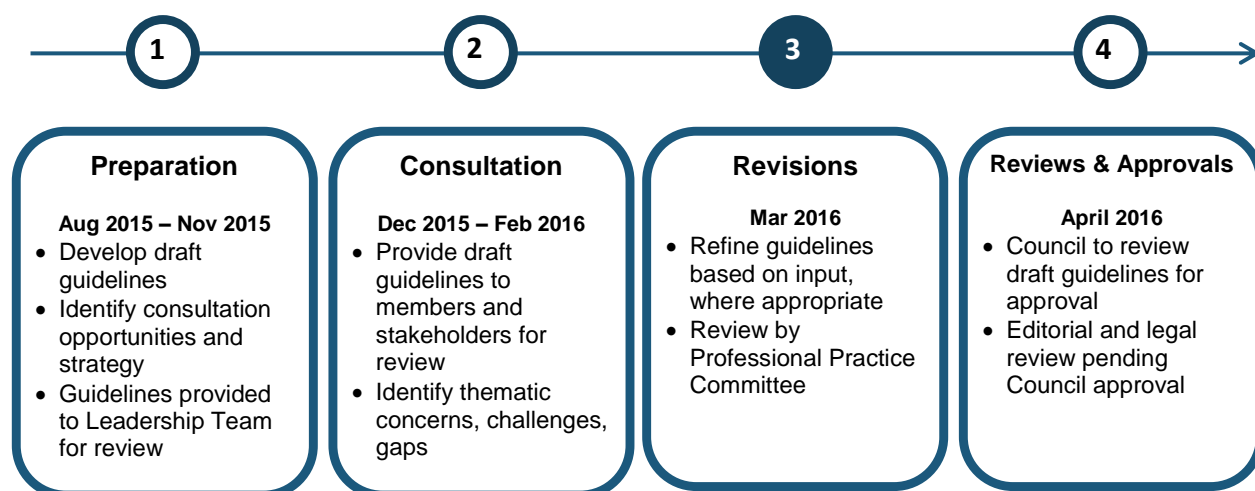 1
2
3
4
Preparation
Aug 2015 – Nov 2015
• Develop draft
guidelines
• Identify consultation
opportunities and
strategy
• Guidelines provided
to Leadership Team
for review
Consultation
Dec 2015 – Feb 2016
• Provide draft
guidelines to
members and
stakeholders for
review
• Identify thematic
concerns, challenges,
gaps
Revisions
Mar 2016
• Refine guidelines
based on input,
where appropriate
• Review by
Professional Practice
Committee
Reviews & Approvals
April 2016
• Council to review
draft guidelines for
approval
• Editorial and legal
review pending
Council approval